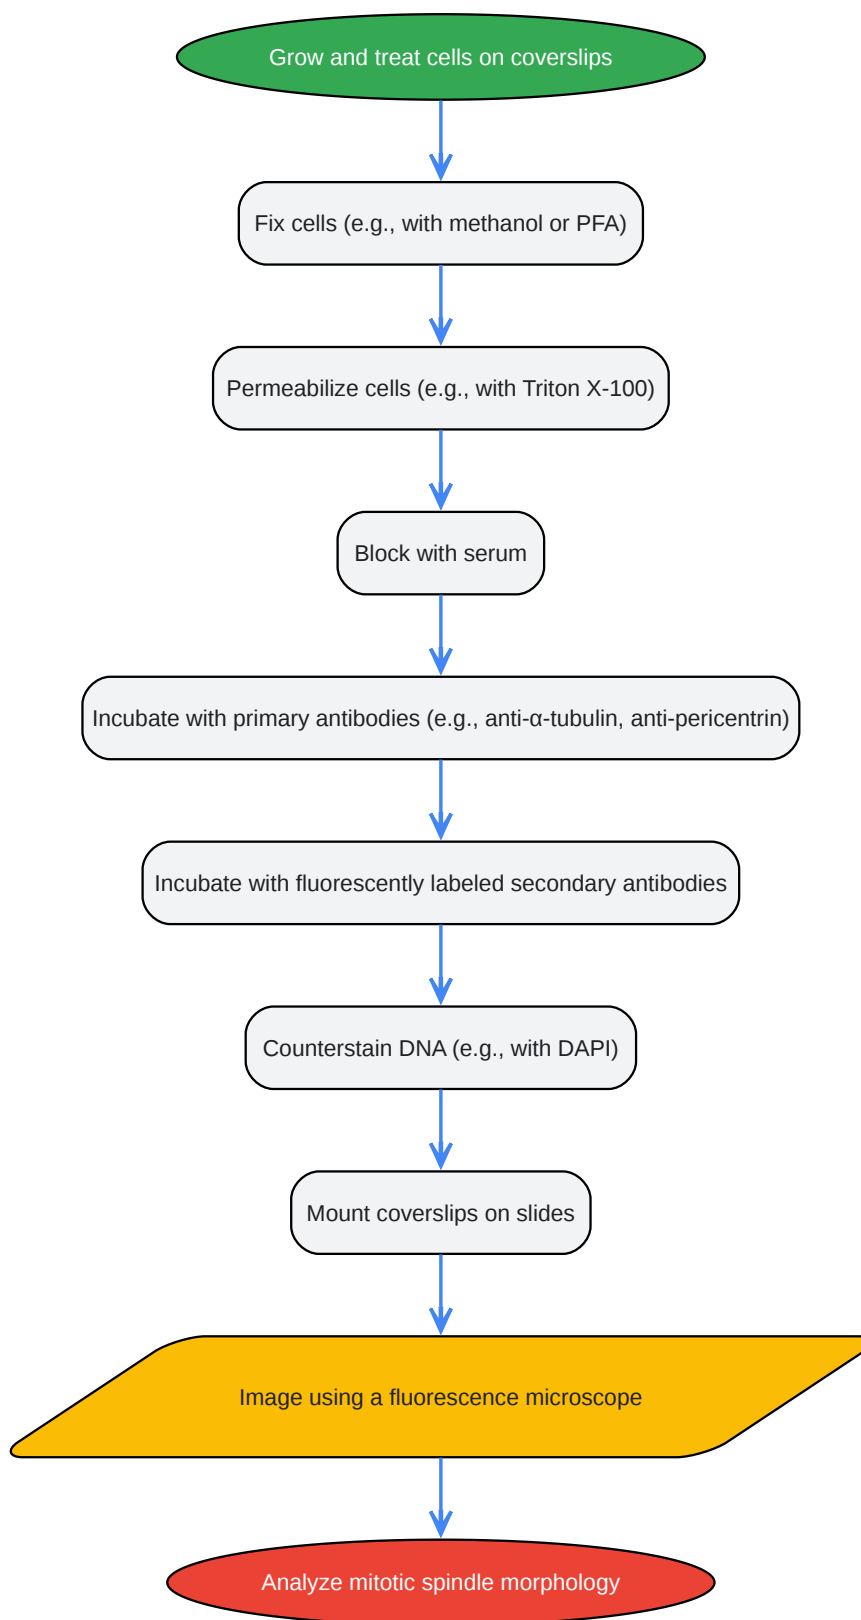 Grow and treat cells on coverslips
Fix cells (e.g., with methanol or PFA)
Permeabilize cells (e.g., with Triton X-100)
Block with serum
Incubate with primary antibodies (e.g., anti-α-tubulin, anti-pericentrin)
Incubate with fluorescently labeled secondary antibodies
Counterstain DNA (e.g., with DAPI)
Mount coverslips on slides
Image using a fluorescence microscope
Analyze mitotic spindle morphology